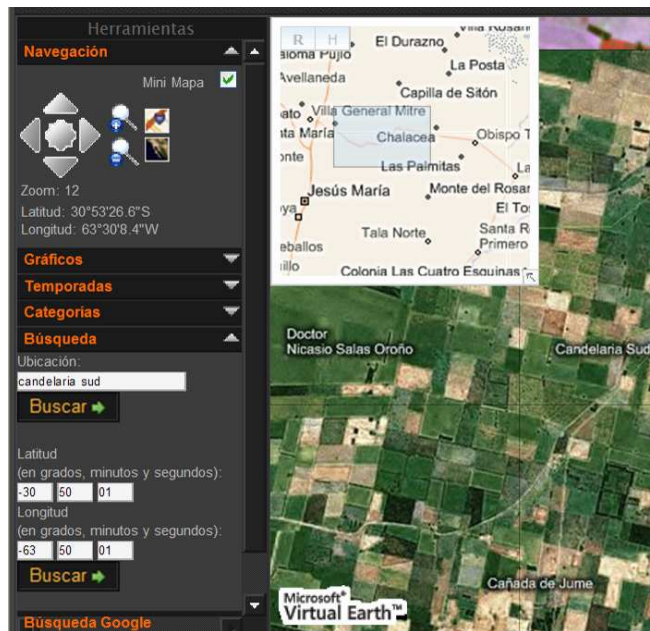 Herramientas
Navegación
Mini Mapa
Zoom: 12
Latitud: 30°53'26.6"S
Longitud: 63°30'8.4"W
Gráficos
Temporadas
Categorias
Búsqueda
Ubicación:
candelaria sud
Buscar
Latitud
(en grados, minutos y segundos):
-30 50 01
Longitud
(en grados, minutos y segundos):
-63 50 01
Buscar
Búsqueda Google
R H
El Durazno
La Posta
Avellaneda
Capilla de Sitón
Villa General Mitre
Chalacea
Obispo T
Las Palmitas
Jesús María
Monte del Rosar
El To
Tala Norte
Santa R
Primero
Colonia Las Cuatro Esquinas
Doctor
Nicasio Salas Oroño
Candelaria Sud
Cañada de Jume
Microsoft®
Virtual Earth™